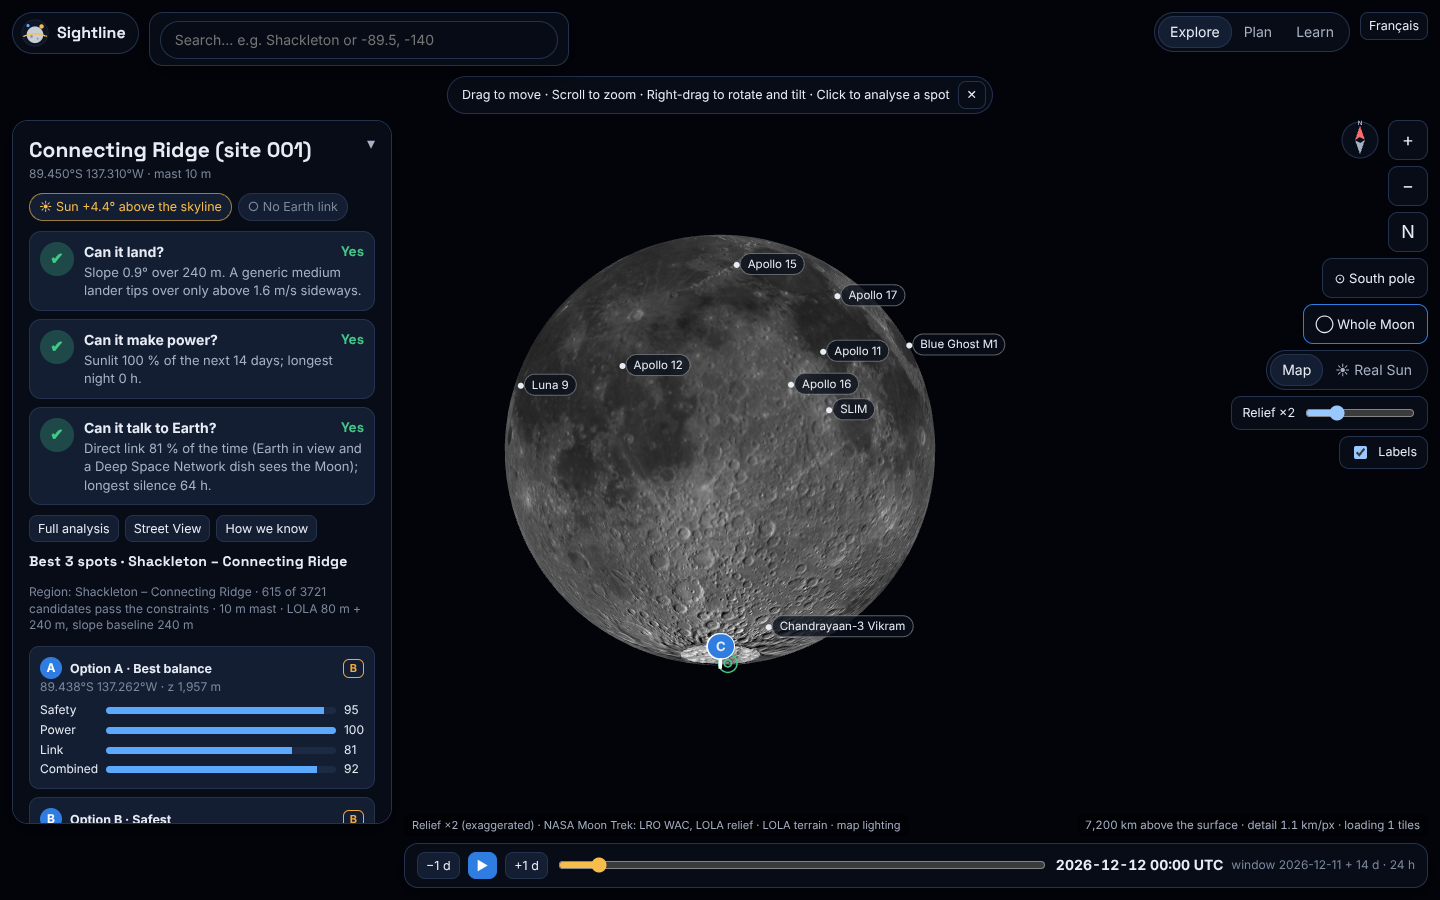 Sightline
Search... e.g. Shackleton or -89.5, -140
Explore
Plan
Learn
Français
Drag to move · Scroll to zoom · Right-drag to rotate and tilt · Click to analyse a spot ✕
Connecting Ridge (site 001) ▼
89.450°S 137.310°W · mast 10 m
☀ Sun +4.4° above the skyline
○ No Earth link
✔ Can it land? Yes
Slope 0.9° over 240 m. A generic medium
lander tips over only above 1.6 m/s sideways.
✔ Can it make power? Yes
Sunlit 100 % of the next 14 days; longest
night 0 h.
✔ Can it talk to Earth? Yes
Direct link 81 % of the time (Earth in view and
a Deep Space Network dish sees the Moon);
longest silence 64 h.
Full analysis
Street View
How we know
Best 3 spots · Shackleton – Connecting Ridge
Region: Shackleton – Connecting Ridge · 615 of 3721
candidates pass the constraints · 10 m mast · LOLA 80 m +
240 m, slope baseline 240 m
A Option A · Best balance B
89.438°S 137.262°W · z 1,957 m
Safety 95
Power 100
Link 81
Combined 92
B Option B · Safest B
Apollo 15
Apollo 17
Blue Ghost M1
Apollo 11
Apollo 12
Luna 9
Apollo 16
SLIM
Chandrayaan-3 Vikram
C
N
+
−
N
⊙ South pole
Whole Moon
Map
☀ Real Sun
Relief ×2
Labels
Relief ×2 (exaggerated) · NASA Moon Trek: LRO WAC, LOLA relief · LOLA terrain · map lighting
7,200 km above the surface · detail 1.1 km/px · loading 1 tiles
−1 d
▶
+1 d
2026-12-12 00:00 UTC
window 2026-12-11 + 14 d · 24 h